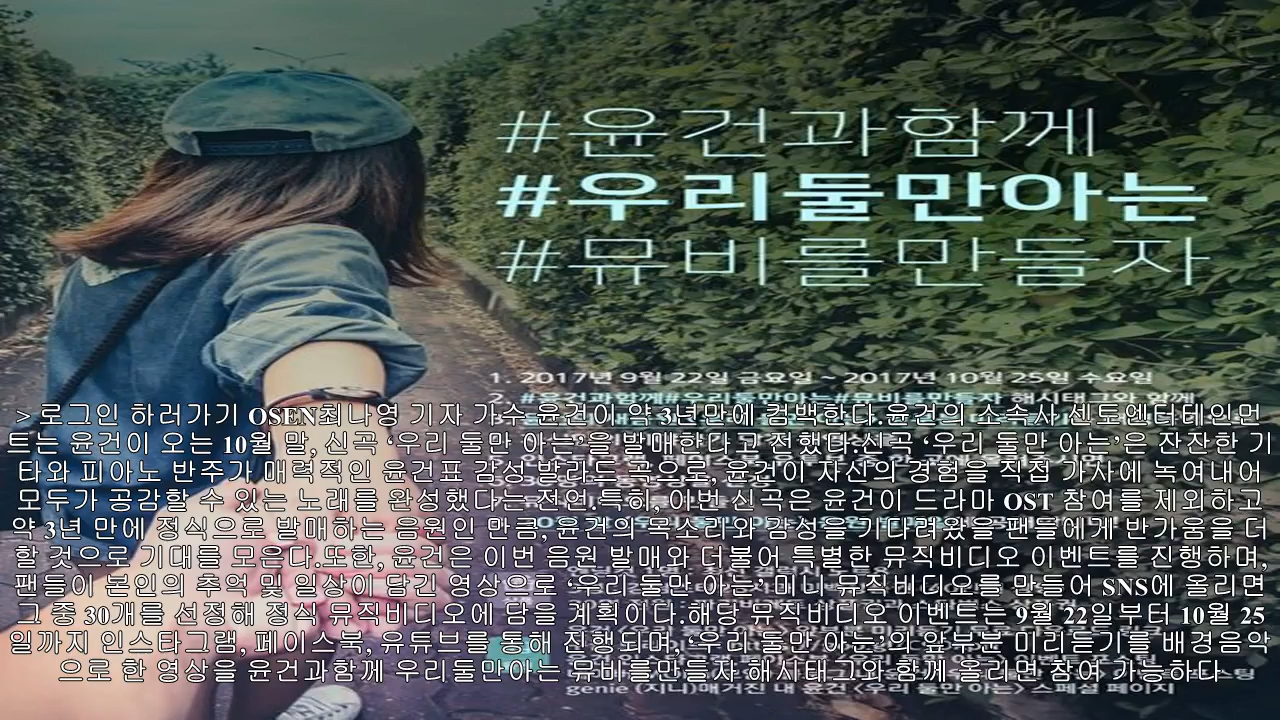 #윤건과함께
#우리둘만아는
#뮤비를만들자
1. 2017년 9월 22일 금요일 ~ 2017년 10월 25일 수요일
2. #윤건과함께#우리둘만아는#뮤비를만들자 해시태그와 함께
> 로그인 하러가기 OSEN최나영 기자 가수 윤건이 약 3년만에 컴백한다.윤건의 소속사 센토엔터테인먼
트는 윤건이 오는 10월 말, 신곡 ‘우리 둘만 아는’을 발매한다고 전했다.신곡 ‘우리 둘만 아는’은 잔잔한 기
타와 피아노 반주가 매력적인 윤건표 감성 발라드 곡으로, 윤건이 자신의 경험을 직접 가사에 녹여내어
모두가 공감할 수 있는 노래를 완성했다는 전언.특히, 이번 신곡은 윤건이 드라마 OST 참여를 제외하고
약 3년 만에 정식으로 발매하는 음원인 만큼, 윤건의 목소리와 감성을 기다려왔을 팬들에게 반가움을 더
할 것으로 기대를 모은다.또한, 윤건은 이번 음원 발매와 더불어 특별한 뮤직비디오 이벤트를 진행하며,
팬들이 본인의 추억 및 일상이 담긴 영상으로 ‘우리 둘만 아는’ 미니 뮤직비디오를 만들어 SNS에 올리면
그 중 30개를 선정해 정식 뮤직비디오에 담을 계획이다.해당 뮤직비디오 이벤트는 9월 22일부터 10월 25
일까지 인스타그램, 페이스북, 유튜브를 통해 진행되며, ‘우리 둘만 아는’의 앞부분 미리듣기를 배경음악
으로 한 영상을 윤건과함께 우리둘만아는 뮤비를만들자 해시태그와 함께 올리면 참여 가능하다
genie (지니)매거진 내 윤건 <우리 둘만 아는> 스페셜 페이지